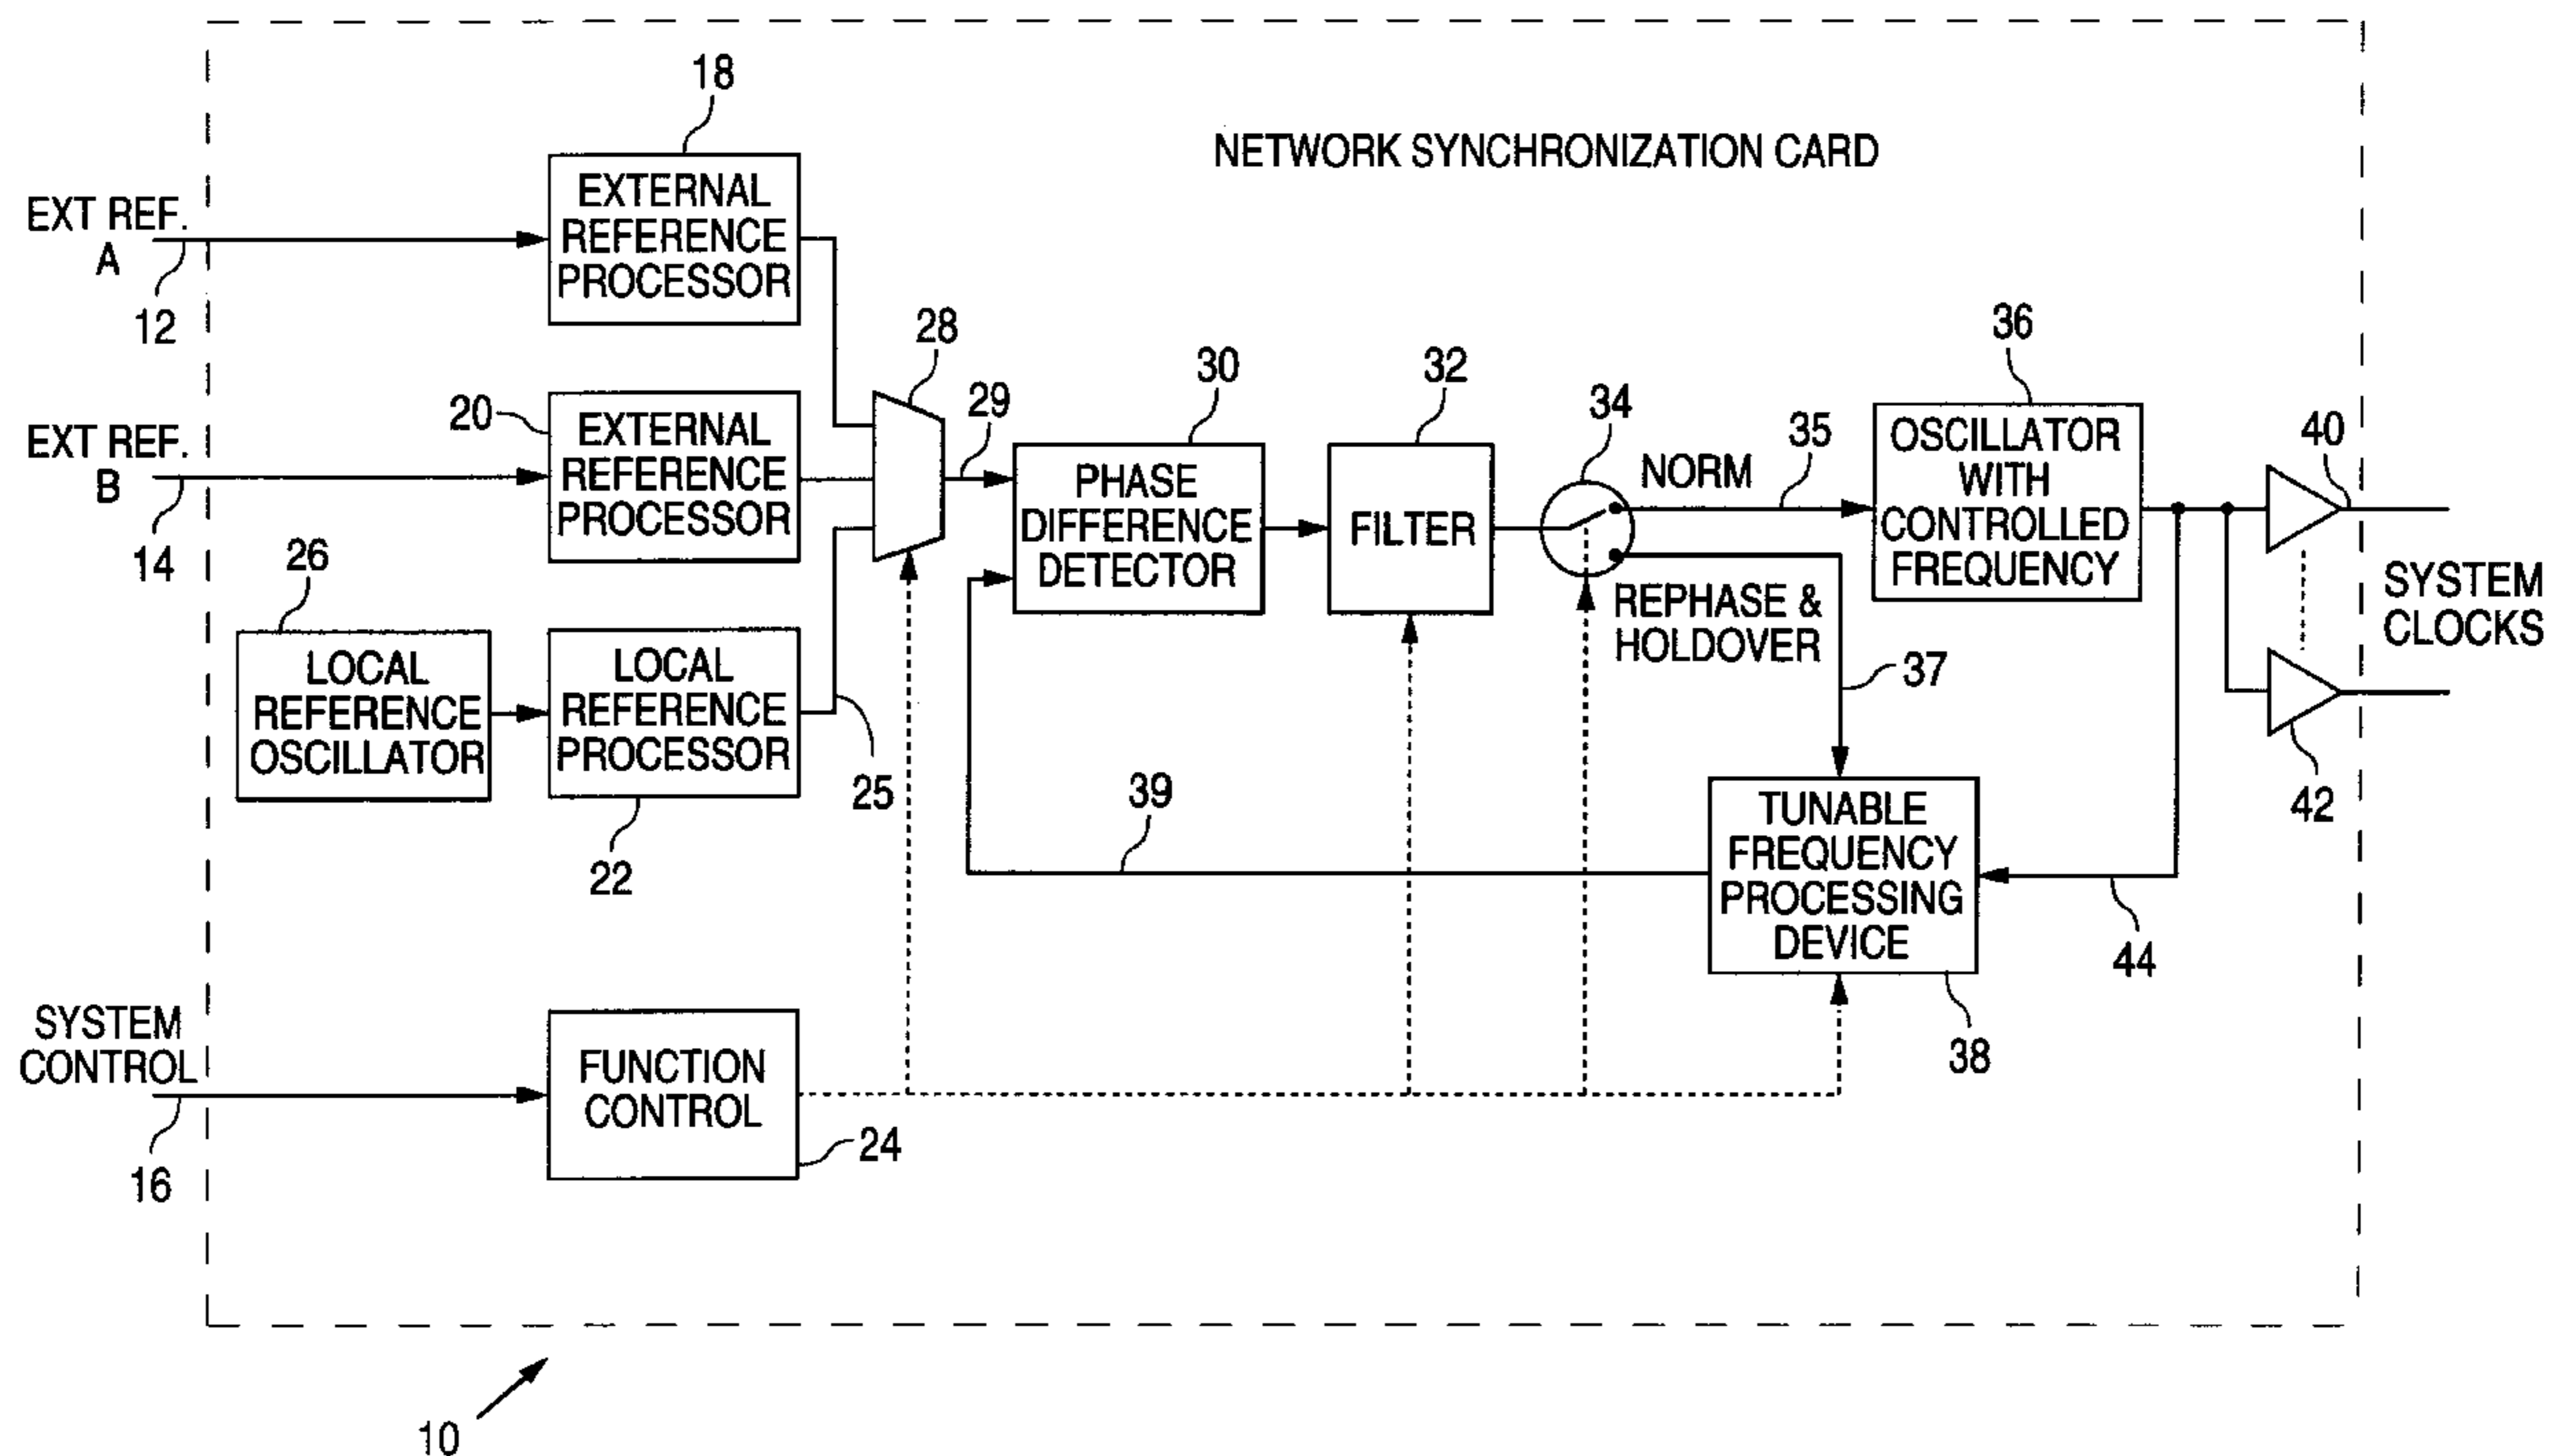 18
NETWORK SYNCHRONIZATION CARD
EXT REF.
A
12
EXTERNAL
REFERENCE
PROCESSOR
28
36
EXT REF.
B
14
20
EXTERNAL
REFERENCE
PROCESSOR
29
30
PHASE
DIFFERENCE
DETECTOR
32
FILTER
34
NORM
35
OSCILLATOR
WITH
CONTROLLED
FREQUENCY
40
SYSTEM
CLOCKS
REPHASE &
HOLDOVER
37
42
26
LOCAL
REFERENCE
OSCILLATOR
LOCAL
REFERENCE
PROCESSOR
22
25
39
TUNABLE
FREQUENCY
PROCESSING
DEVICE
38
44
SYSTEM
CONTROL
16
FUNCTION
CONTROL
24
10